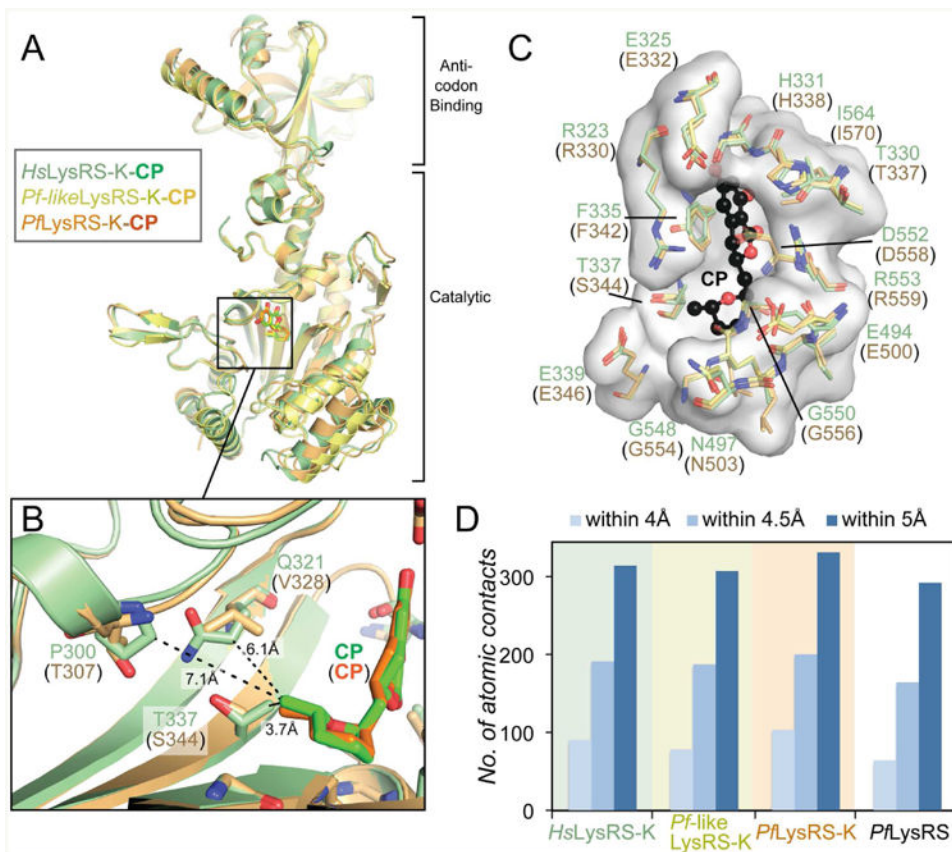 A
Anti-
codon
Binding
HsLysRS-K-CP
Pf-likeLysRS-K-CP
PfLysRS-K-CP
Catalytic
B
Q321
(V328)
P300
(T307)
6.1Å
7.1Å
CP
(CP)
T337
(S344)
3.7Å
C
E325
(E332)
H331
(H338)
I564
(I570)
R323
(R330)
T330
(T337)
F335
(F342)
D552
(D558)
T337
(S344)
CP
R553
(R559)
E494
(E500)
E339
(E346)
G550
(G556)
G548
(G554)
N497
(N503)
D
within 4Å within 4.5Å within 5Å
No. of atomic contacts
300
200
100
0
HsLysRS-K
Pf-like
LysRS-K
PfLysRS-K
PfLysRS